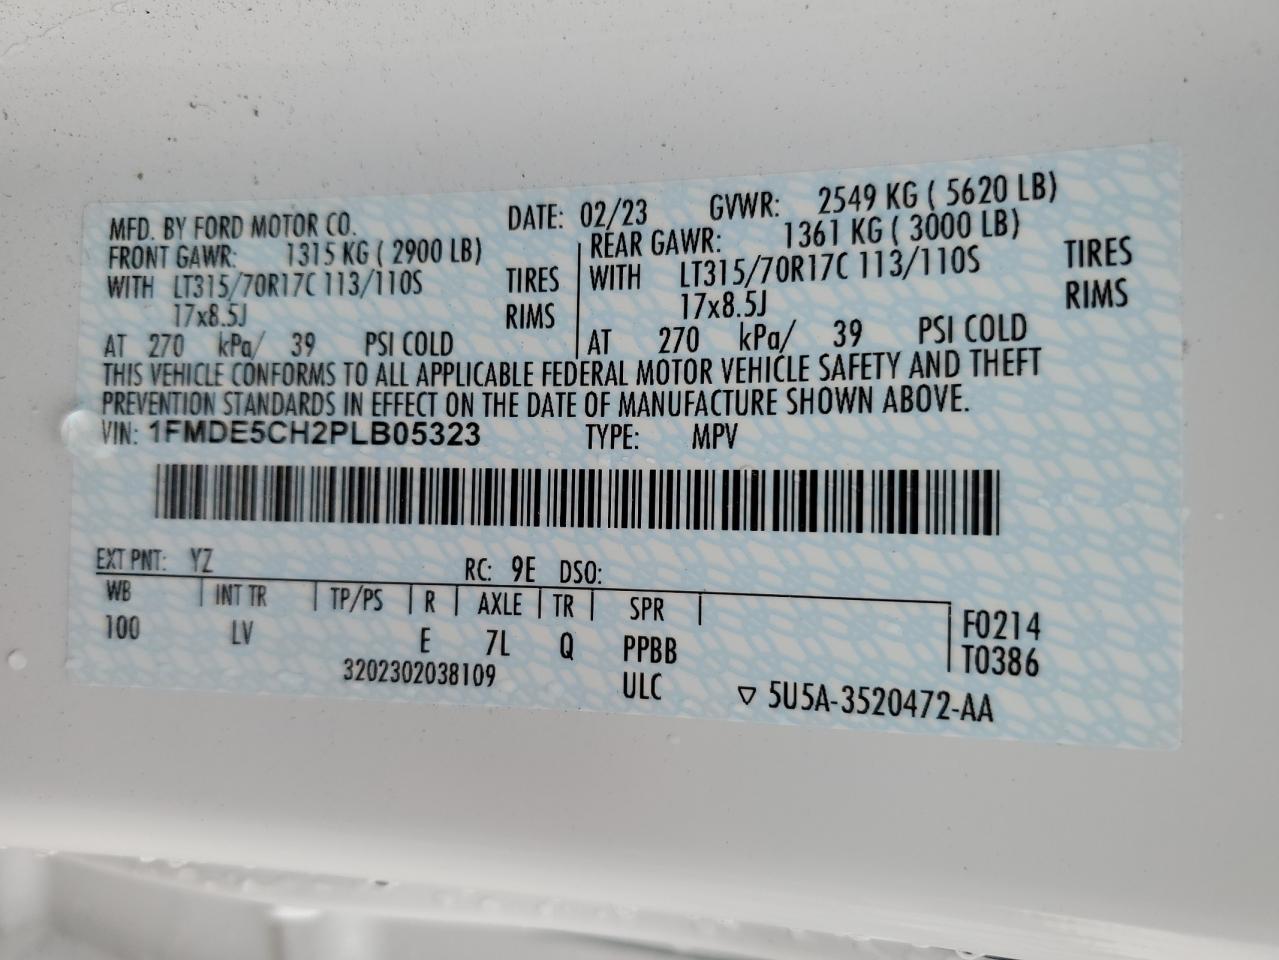 MFD. BY FORD MOTOR CO. DATE: 02/23 GVWR: 2549 KG ( 5620 LB)
FRONT GAWR: 1315 KG ( 2900 LB) REAR GAWR: 1361 KG ( 3000 LB)
WITH LT315/70R17C 113/110S TIRES WITH LT315/70R17C 113/110S TIRES
17x8.5J RIMS 17x8.5J RIMS
AT 270 kPa/ 39 PSI COLD AT 270 kPa/ 39 PSI COLD
THIS VEHICLE CONFORMS TO ALL APPLICABLE FEDERAL MOTOR VEHICLE SAFETY AND THEFT
PREVENTION STANDARDS IN EFFECT ON THE DATE OF MANUFACTURE SHOWN ABOVE.
VIN: 1FMDE5CH2PLB05323 TYPE: MPV
EXT PNT: YZ RC: 9E DSO:
WB INT TR TP/PS R AXLE TR SPR F0214
100 LV E 7L Q PPBB T0386
3202302038109 ULC ▽ 5U5A-3520472-AA